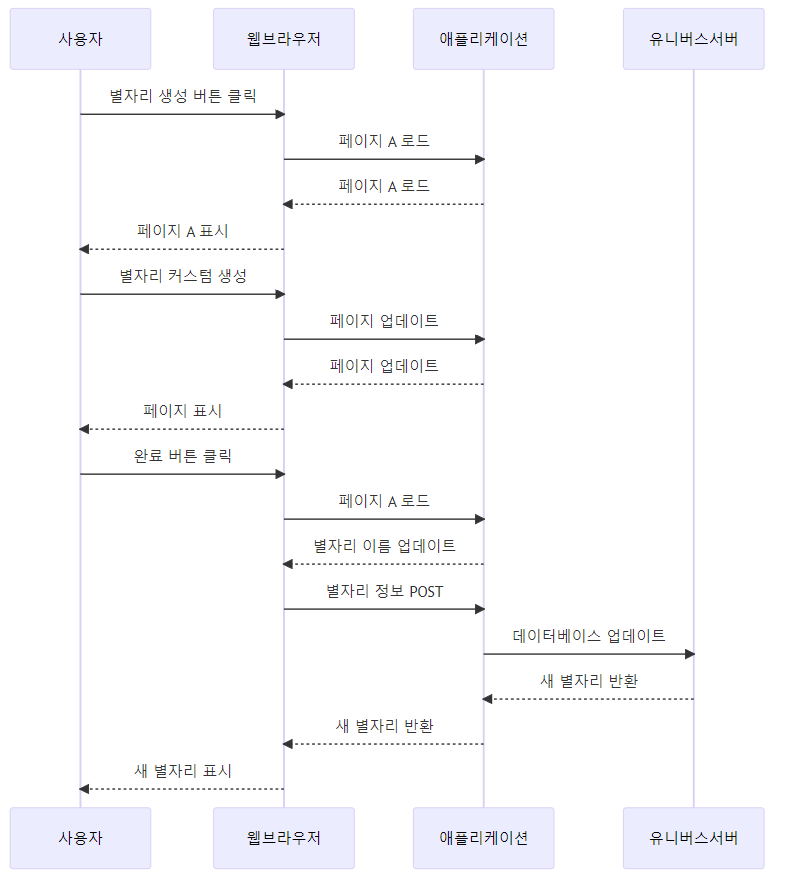 사용자
웹브라우저
애플리케이션
유니버스서버
별자리 생성 버튼 클릭
페이지 A 로드
페이지 A 로드
페이지 A 표시
별자리 커스텀 생성
페이지 업데이트
페이지 업데이트
페이지 표시
완료 버튼 클릭
페이지 A 로드
별자리 이름 업데이트
별자리 정보 POST
데이터베이스 업데이트
새 별자리 반환
새 별자리 반환
새 별자리 표시
사용자
웹브라우저
애플리케이션
유니버스서버